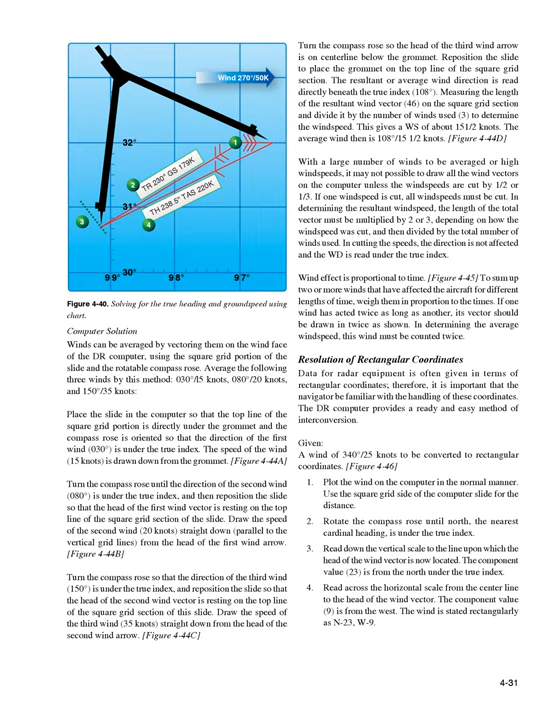 Wind 270°/50K
32°
1
TR 230° GS 179K
2
31°
TH 238.5° TAS 220K
3
4
30°
99°
98°
97°
Figure 4-40. Solving for the true heading and groundspeed using
chart.
Computer Solution
Winds can be averaged by vectoring them on the wind face
of the DR computer, using the square grid portion of the
slide and the rotatable compass rose. Average the following
three winds by this method: 030°/l5 knots, 080°/20 knots,
and 150°/35 knots:
Place the slide in the computer so that the top line of the
square grid portion is directly under the grommet and the
compass rose is oriented so that the direction of the first
wind (030°) is under the true index. The speed of the wind
(15 knots) is drawn down from the grommet. [Figure 4-44A]
Turn the compass rose until the direction of the second wind
(080°) is under the true index, and then reposition the slide
so that the head of the first wind vector is resting on the top
line of the square grid section of the slide. Draw the speed
of the second wind (20 knots) straight down (parallel to the
vertical grid lines) from the head of the first wind arrow.
[Figure 4-44B]
Turn the compass rose so that the direction of the third wind
(150°) is under the true index, and reposition the slide so that
the head of the second wind vector is resting on the top line
of the square grid section of this slide. Draw the speed of
the third wind (35 knots) straight down from the head of the
second wind arrow. [Figure 4-44C]
Turn the compass rose so the head of the third wind arrow
is on centerline below the grommet. Reposition the slide
to place the grommet on the top line of the square grid
section. The resultant or average wind direction is read
directly beneath the true index (108°). Measuring the length
of the resultant wind vector (46) on the square grid section
and divide it by the number of winds used (3) to determine
the windspeed. This gives a WS of about 151/2 knots. The
average wind then is 108°/15 1/2 knots. [Figure 4-44D]
With a large number of winds to be averaged or high
windspeeds, it may not possible to draw all the wind vectors
on the computer unless the windspeeds are cut by 1/2 or
1/3. If one windspeed is cut, all windspeeds must be cut. In
determining the resultant windspeed, the length of the total
vector must be multiplied by 2 or 3, depending on how the
windspeed was cut, and then divided by the total number of
winds used. In cutting the speeds, the direction is not affected
and the WD is read under the true index.
Wind effect is proportional to time. [Figure 4-45] To sum up
two or more winds that have affected the aircraft for different
lengths of time, weigh them in proportion to the times. If one
wind has acted twice as long as another, its vector should
be drawn in twice as shown. In determining the average
windspeed, this wind must be counted twice.
Resolution of Rectangular Coordinates
Data for radar equipment is often given in terms of
rectangular coordinates; therefore, it is important that the
navigator be familiar with the handling of these coordinates.
The DR computer provides a ready and easy method of
interconversion.
Given:
A wind of 340°/25 knots to be converted to rectangular
coordinates. [Figure 4-46]
1. Plot the wind on the computer in the normal manner.
Use the square grid side of the computer slide for the
distance.
2. Rotate the compass rose until north, the nearest
cardinal heading, is under the true index.
3. Read down the vertical scale to the line upon which the
head of the wind vector is now located. The component
value (23) is from the north under the true index.
4. Read across the horizontal scale from the center line
to the head of the wind vector. The component value
(9) is from the west. The wind is stated rectangularly
as N-23, W-9.
4-31